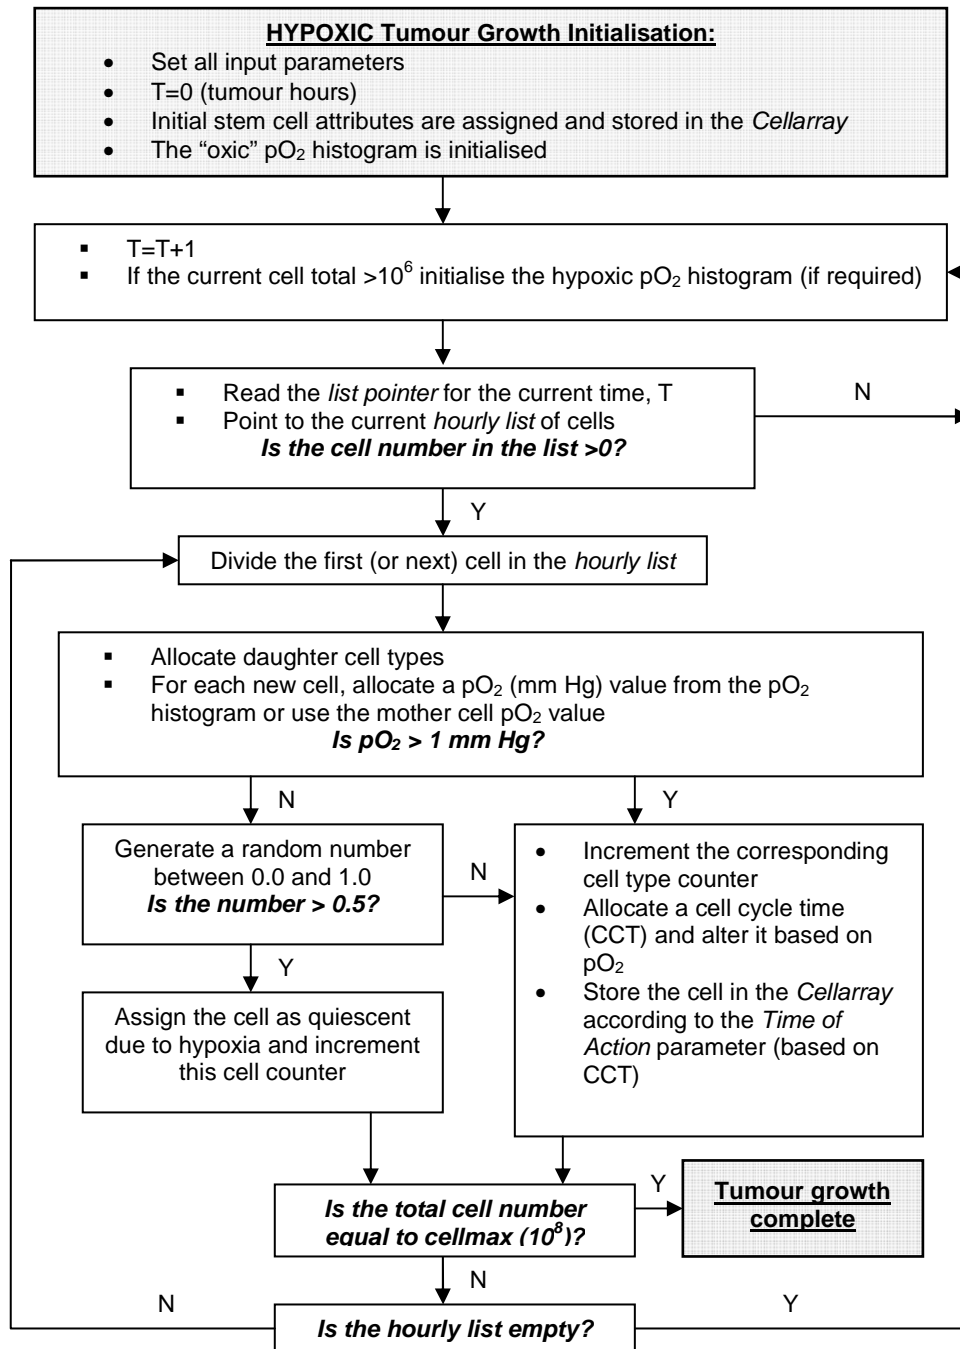 HYPOXIC Tumour Growth Initialisation:
• Set all input parameters
• T=0 (tumour hours)
• Initial stem cell attributes are assigned and stored in the Cellarray
• The “oxic” pO₂ histogram is initialised
▪ T=T+1
▪ If the current cell total >10⁶ initialise the hypoxic pO₂ histogram (if required)
▪ Read the list pointer for the current time, T
▪ Point to the current hourly list of cells
Is the cell number in the list >0?
N
Y
Divide the first (or next) cell in the hourly list
▪ Allocate daughter cell types
▪ For each new cell, allocate a pO₂ (mm Hg) value from the pO₂
histogram or use the mother cell pO₂ value
Is pO₂ > 1 mm Hg?
N
Y
Generate a random number
between 0.0 and 1.0
Is the number > 0.5?
N
Y
• Increment the corresponding
cell type counter
• Allocate a cell cycle time
(CCT) and alter it based on
pO₂
• Store the cell in the Cellarray
according to the Time of
Action parameter (based on
CCT)
Assign the cell as quiescent
due to hypoxia and increment
this cell counter
Is the total cell number
equal to cellmax (10⁸)?
Y
Tumour growth
complete
N
N
Is the hourly list empty?
Y